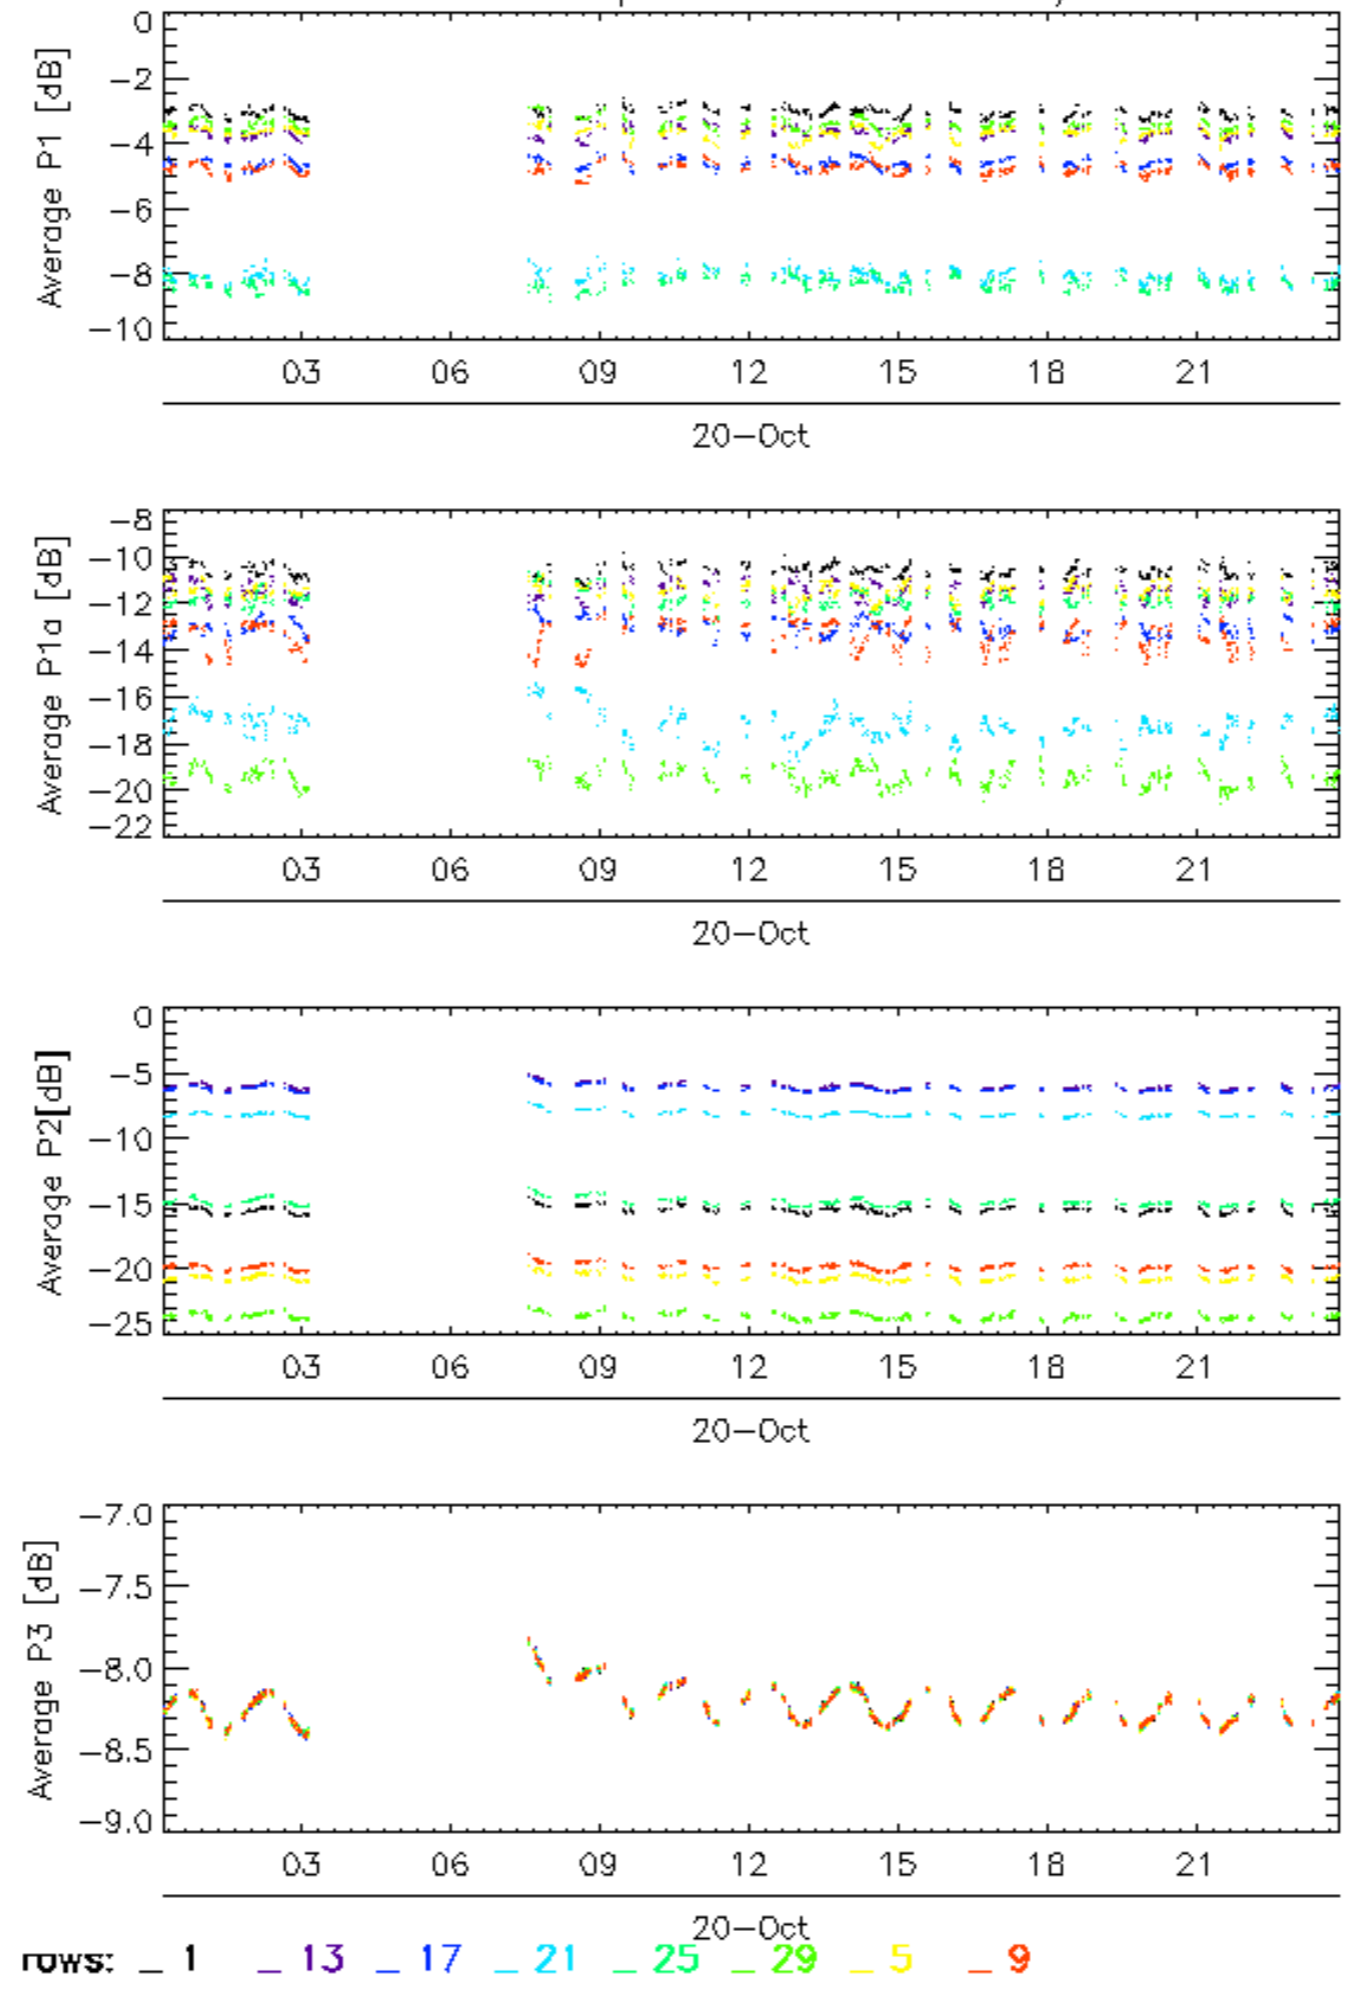 0
−2
−4
−6
−8
−10
Average P1 [dB]
03 06 09 12 15 18 21
20−Oct
−8
−10
−12
−14
−16
−18
−20
−22
Average P1a [dB]
03 06 09 12 15 18 21
20−Oct
0
−5
−10
−15
−20
−25
Average P2[dB]
03 06 09 12 15 18 21
20−Oct
−7.0
−7.5
−8.0
−8.5
−9.0
Average P3 [dB]
03 06 09 12 15 18 21
20−Oct
rows: _ 1 _ 13 _ 17 _ 21 _ 25 _ 29 _ 5 _ 9